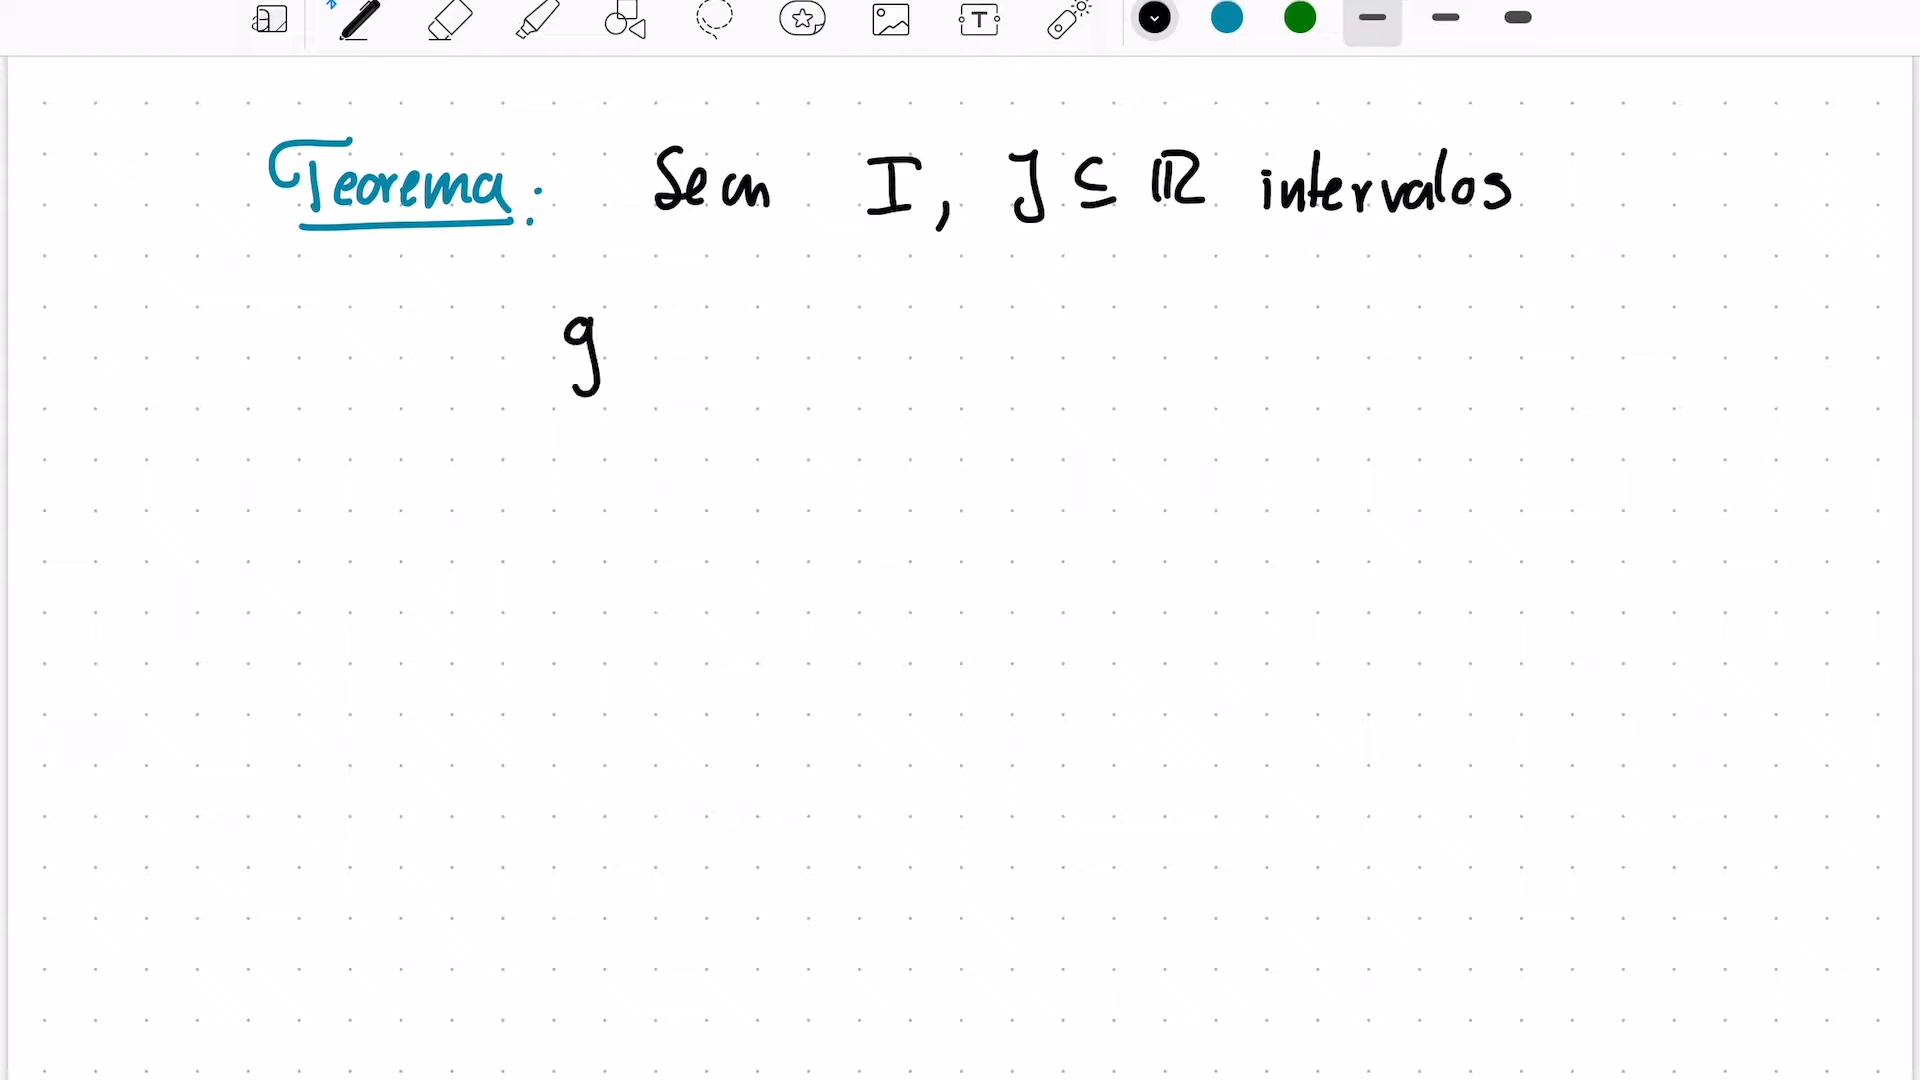 Teorema: Sean I, J ⊆ ℝ intervalos
g